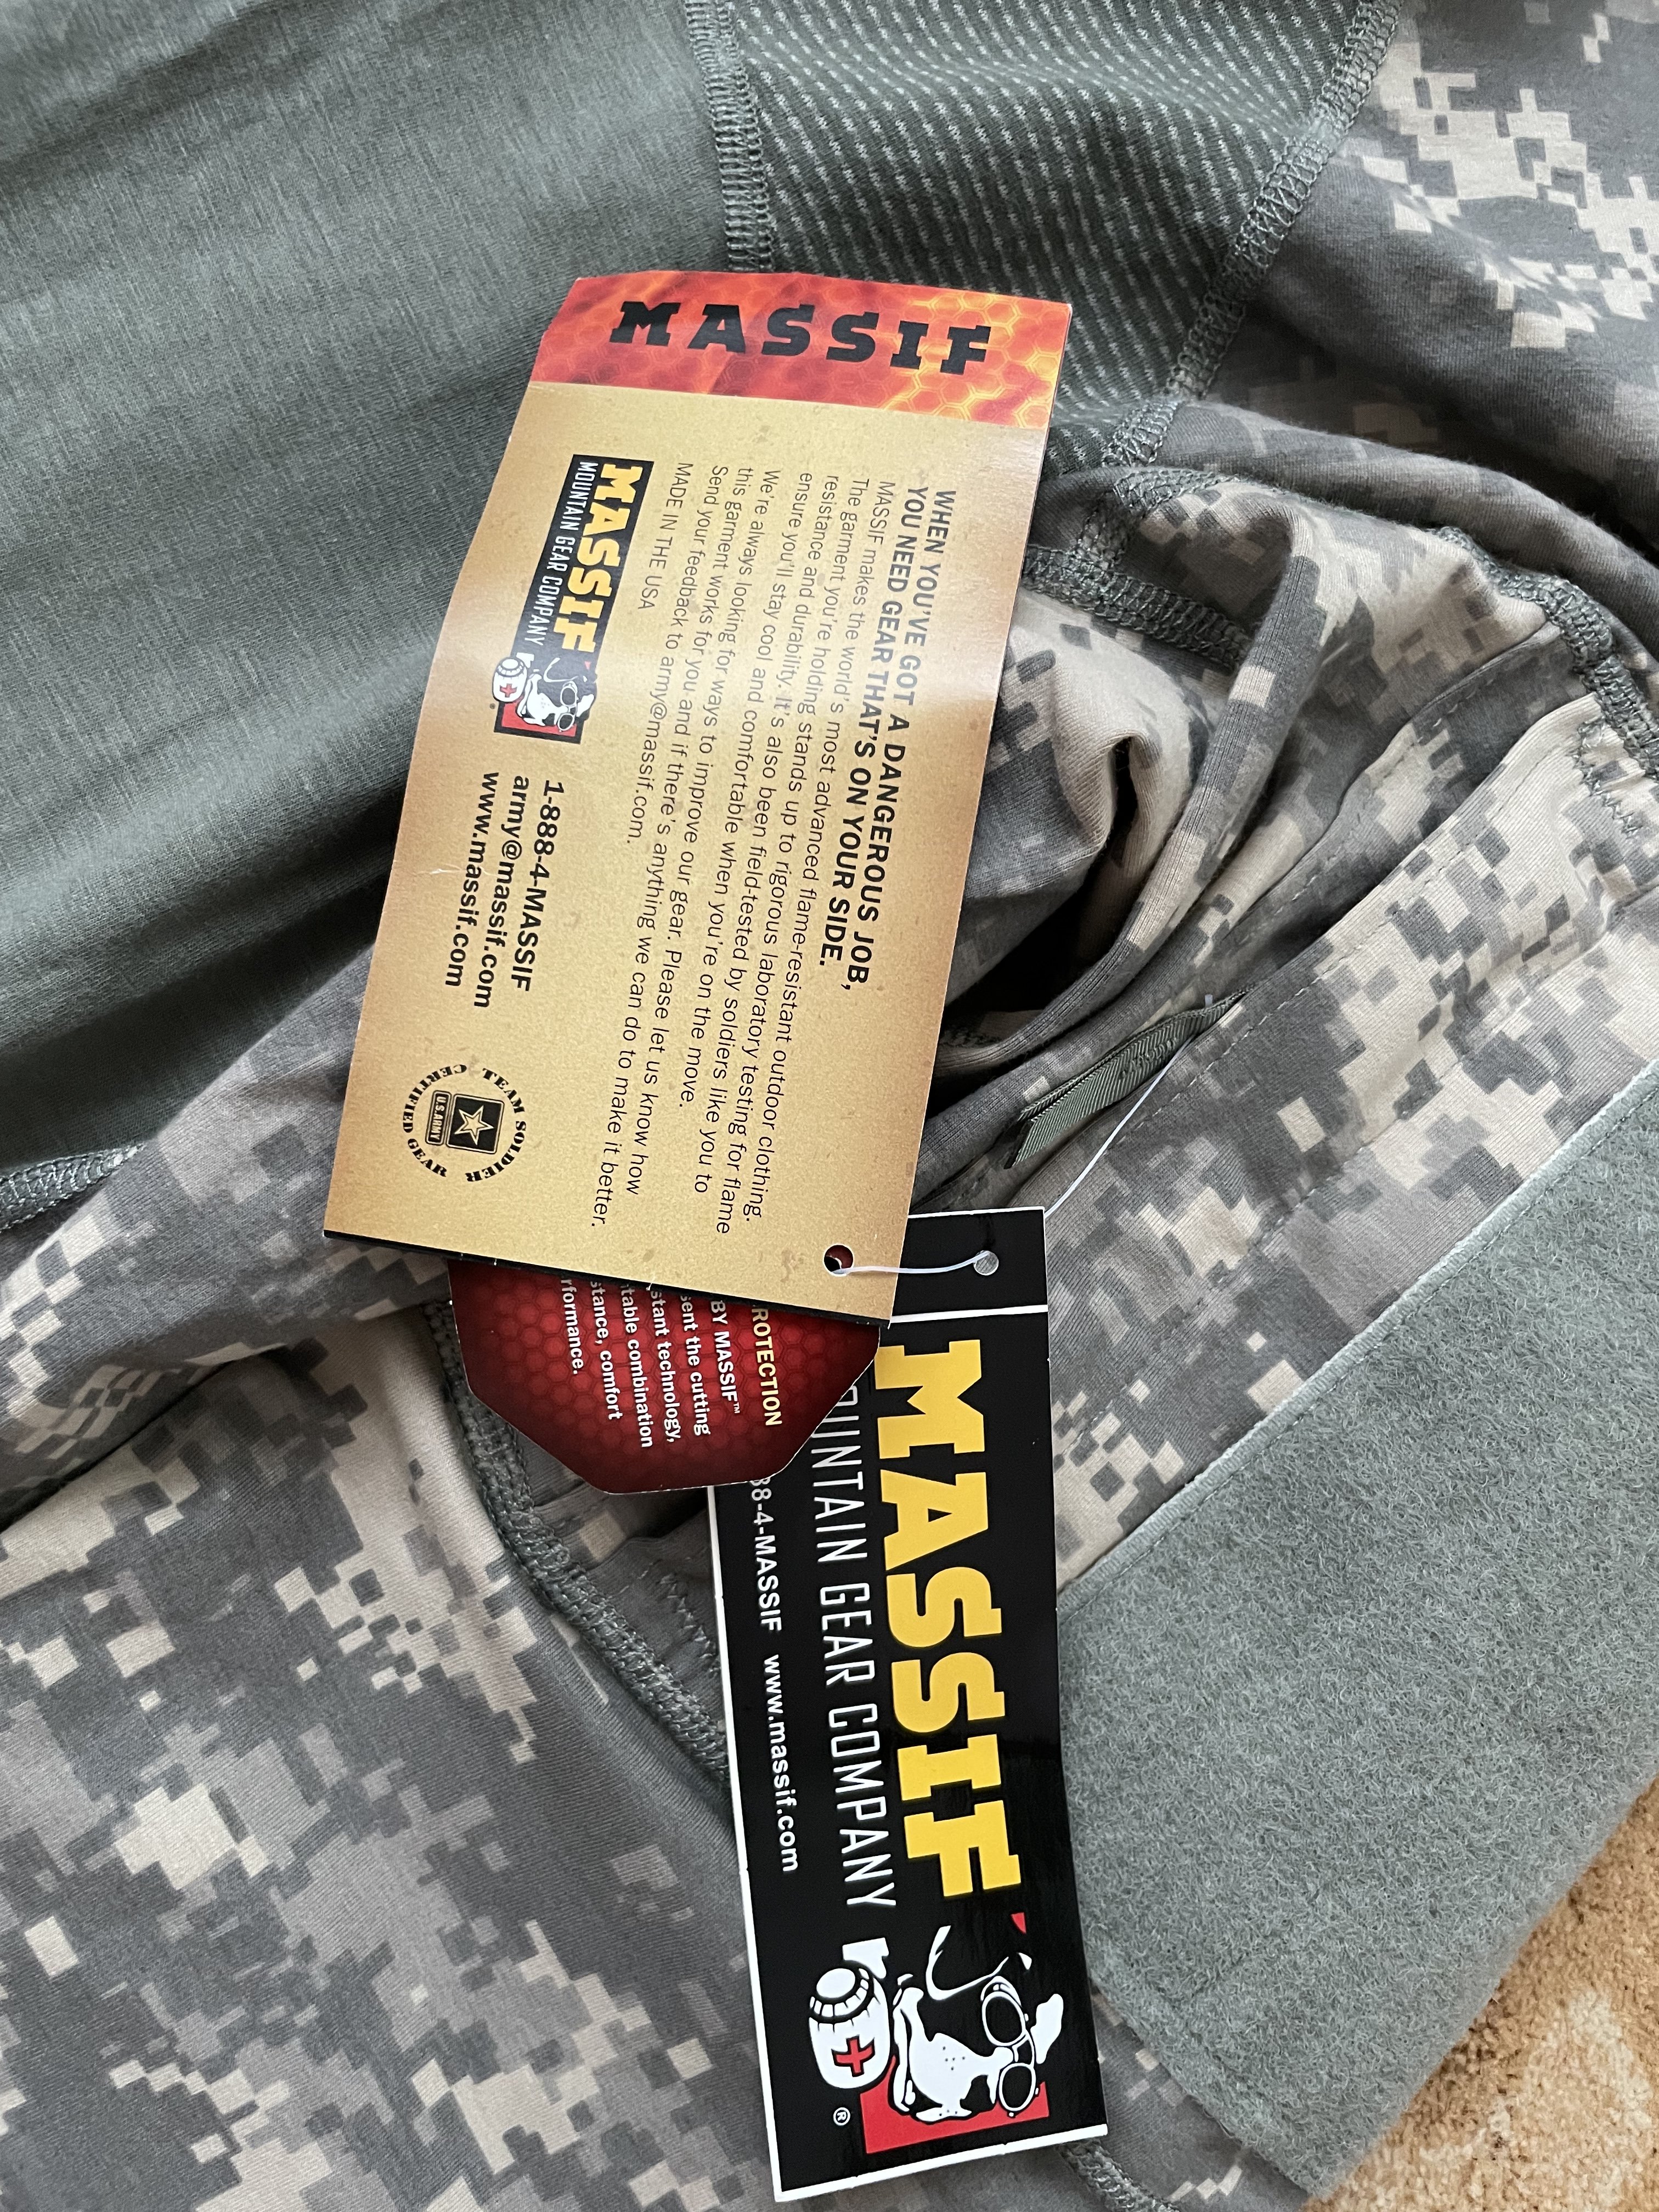 MASSIF
WHEN YOU'VE GOT A DANGEROUS JOB,
YOU NEED GEAR THAT'S ON YOUR SIDE.
MASSIF makes the world's most advanced flame-resistant outdoor clothing.
The garment you're holding stands up to rigorous laboratory testing for flame
resistance and durability. It's also been field-tested by soldiers like you to
ensure you'll stay cool and comfortable when you're on the move.
We're always looking for ways to improve our gear. Please let us know how
this garment works for you and if there's anything we can do to make it better.
Send your feedback to army@massif.com.
MADE IN THE USA
MASSIF
MOUNTAIN GEAR COMPANY
1-888-4-MASSIF
army@massif.com
www.massif.com
TEAM SOLDIER
CERTIFIED GEAR
U.S.ARMY
ROTECTION
BY MASSIF™
sent the cutting
stant technology,
table combination
stance, comfort
rformance.
MASSIF
OUNTAIN GEAR COMPANY
88-4-MASSIF www.massif.com
®